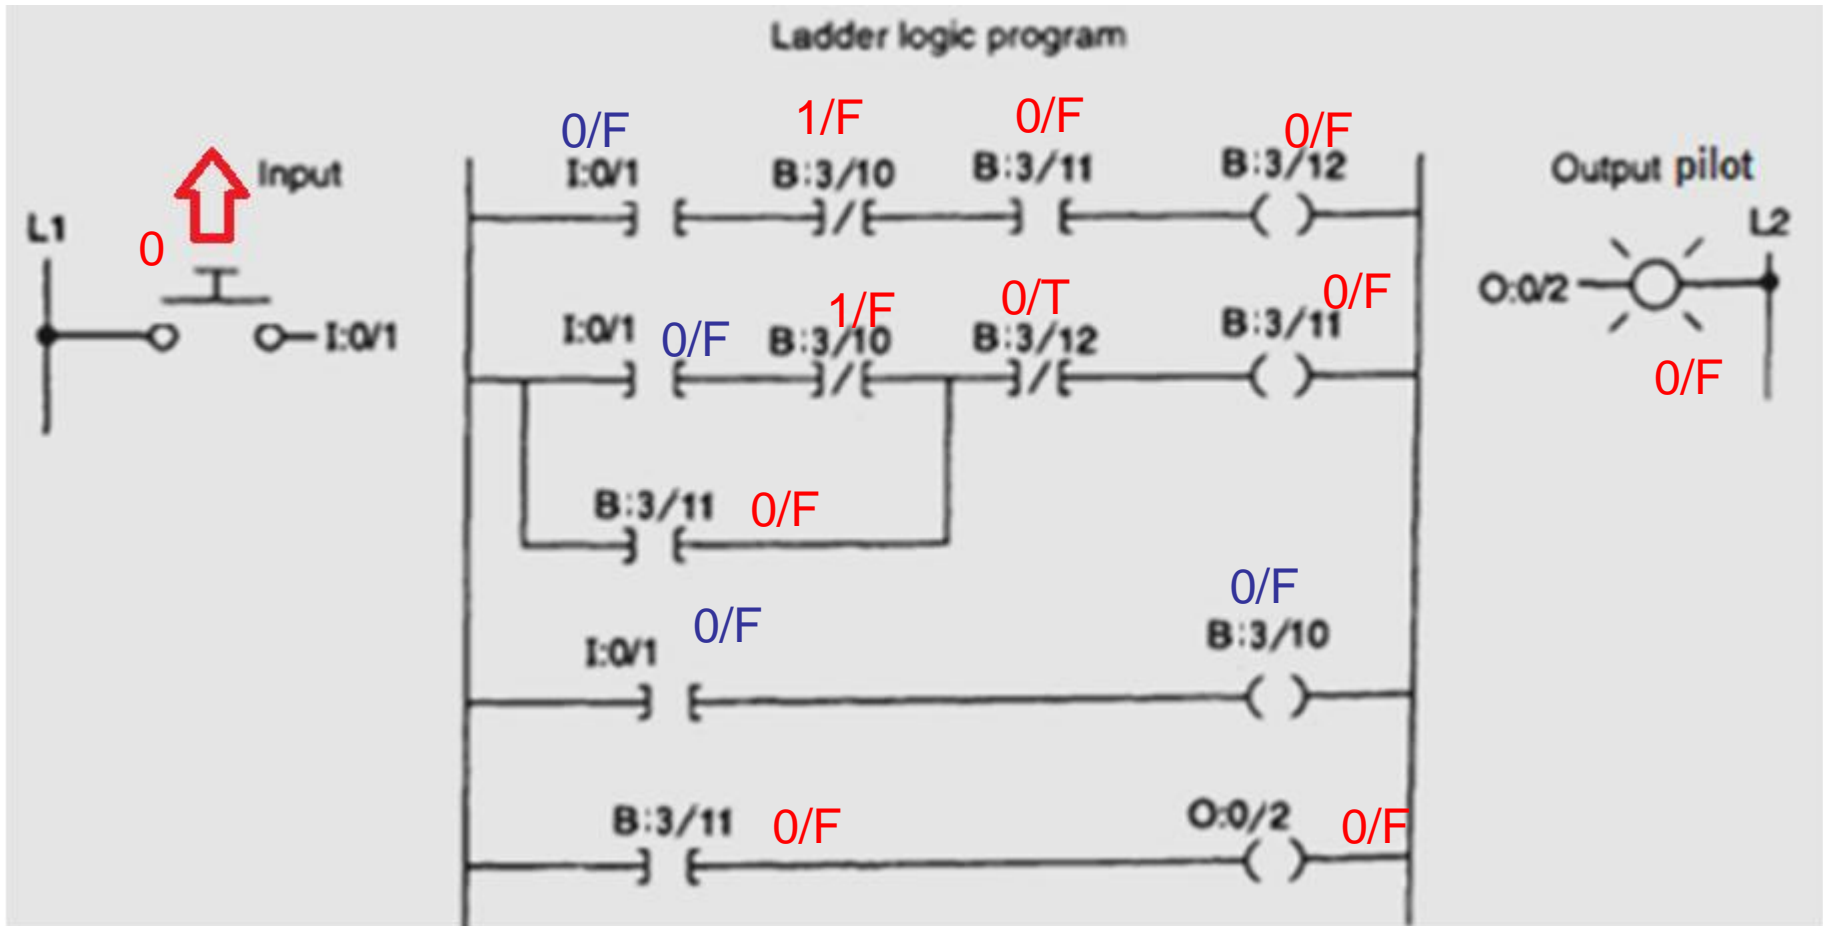 Ladder logic program
0/F 1/F 0/F 0/F
Input I:0/1 B:3/10 B:3/11 B:3/12 Output pilot
L1 L2
0
1/F 0/T 0/F
O:0/2
I:0/1 I:0/1 0/F B:3/10 B:3/12 B:3/11
0/F
B:3/11 0/F
0/F
0/F B:3/10
I:0/1
B:3/11 0/F O:0/2 0/F